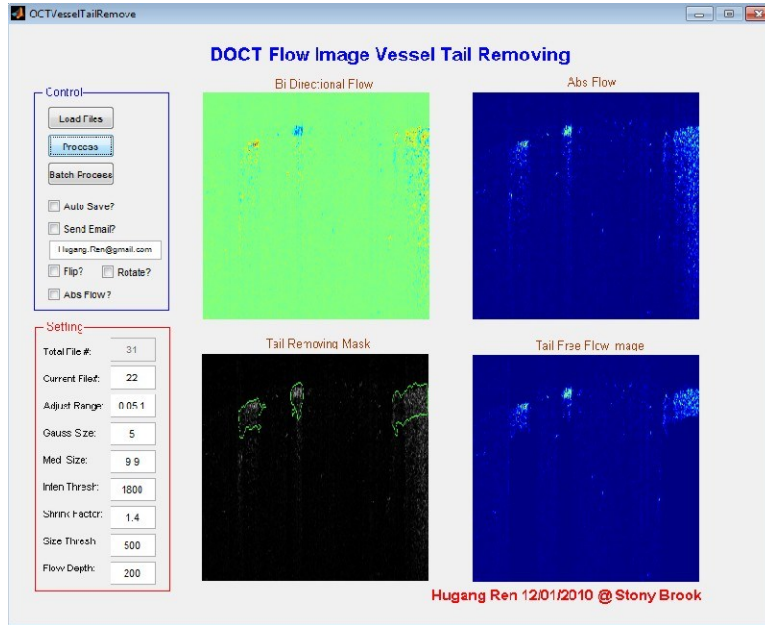 OCTVesselTailRemove
DOCT Flow Image Vessel Tail Removing
Control
Load Files
Process
Batch Process
Auto Save?
Send Email?
Hugang.Ren@gmail.com
Flip? Rotate?
Abs Flow?
Bi Directional Flow
Abs Flow
Setting
Total File #: 31
Current File#: 22
Adjust Range: 0.05 1
Gauss Size: 5
Med. Size: 9 9
Inten Thresh: 1800
Shrink Factor: 1.4
Size Thresh 500
Flow Depth: 200
Tail Removing Mask
Tail Free Flow Image
Hugang Ren 12/01/2010 @ Stony Brook